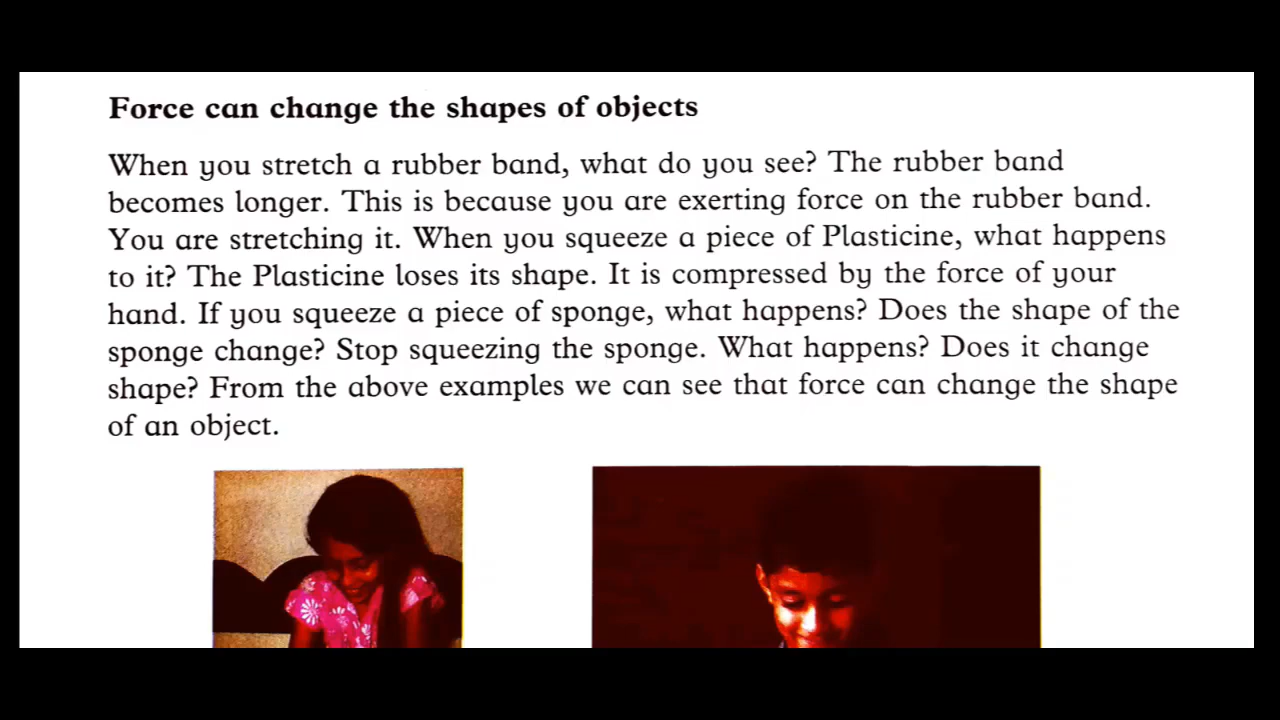 Force can change the shapes of objects
When you stretch a rubber band, what do you see? The rubber band
becomes longer. This is because you are exerting force on the rubber band.
You are stretching it. When you squeeze a piece of Plasticine, what happens
to it? The Plasticine loses its shape. It is compressed by the force of your
hand. If you squeeze a piece of sponge, what happens? Does the shape of the
sponge change? Stop squeezing the sponge. What happens? Does it change
shape? From the above examples we can see that force can change the shape
of an object.